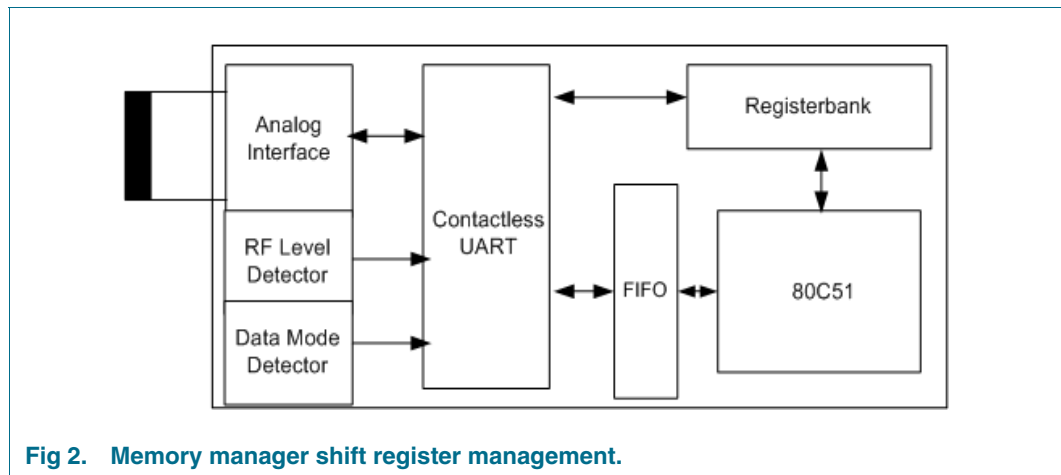 Analog
Interface
RF Level
Detector
Data Mode
Detector
Contactless
UART
FIFO
Registerbank
80C51
Fig 2. Memory manager shift register management.